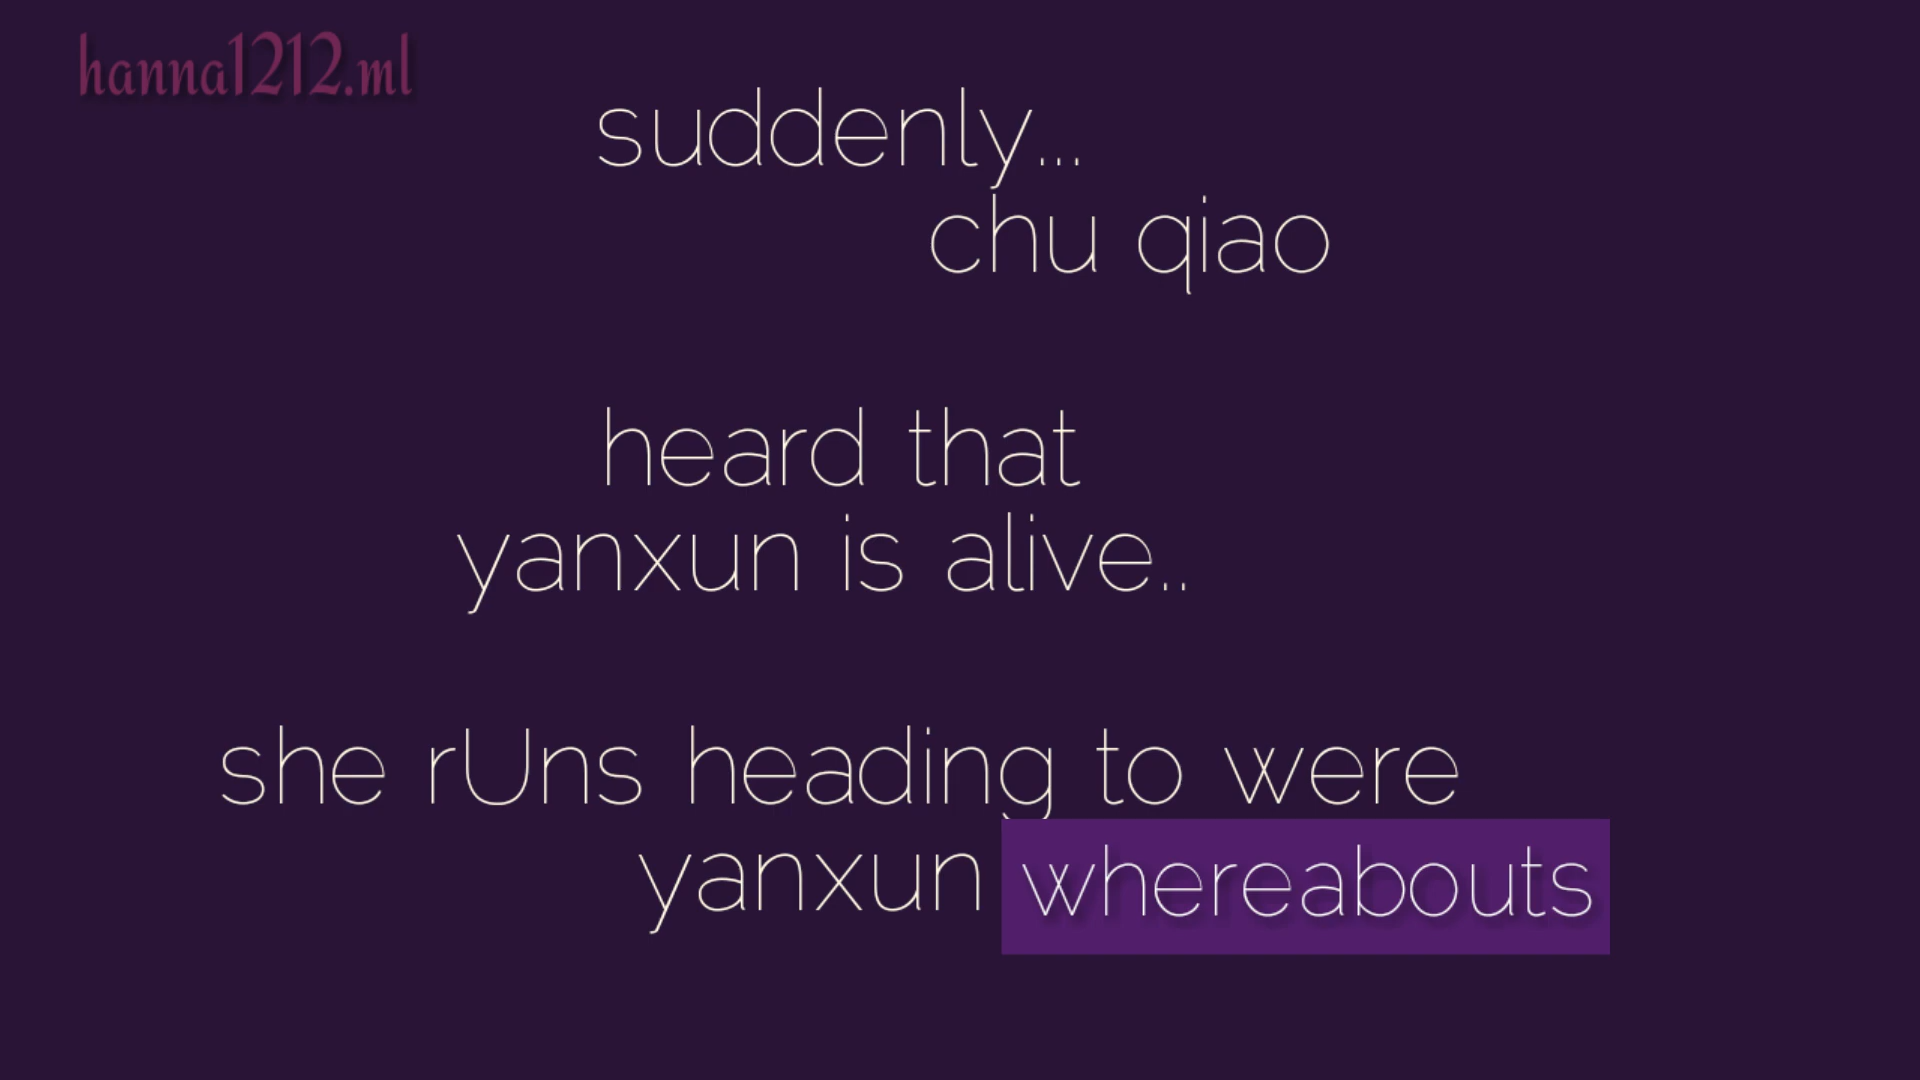 hanna1212.ml
suddenly...
chu qiao
heard that
yanxun is alive..
she rUns heading to were
yanxun whereabouts